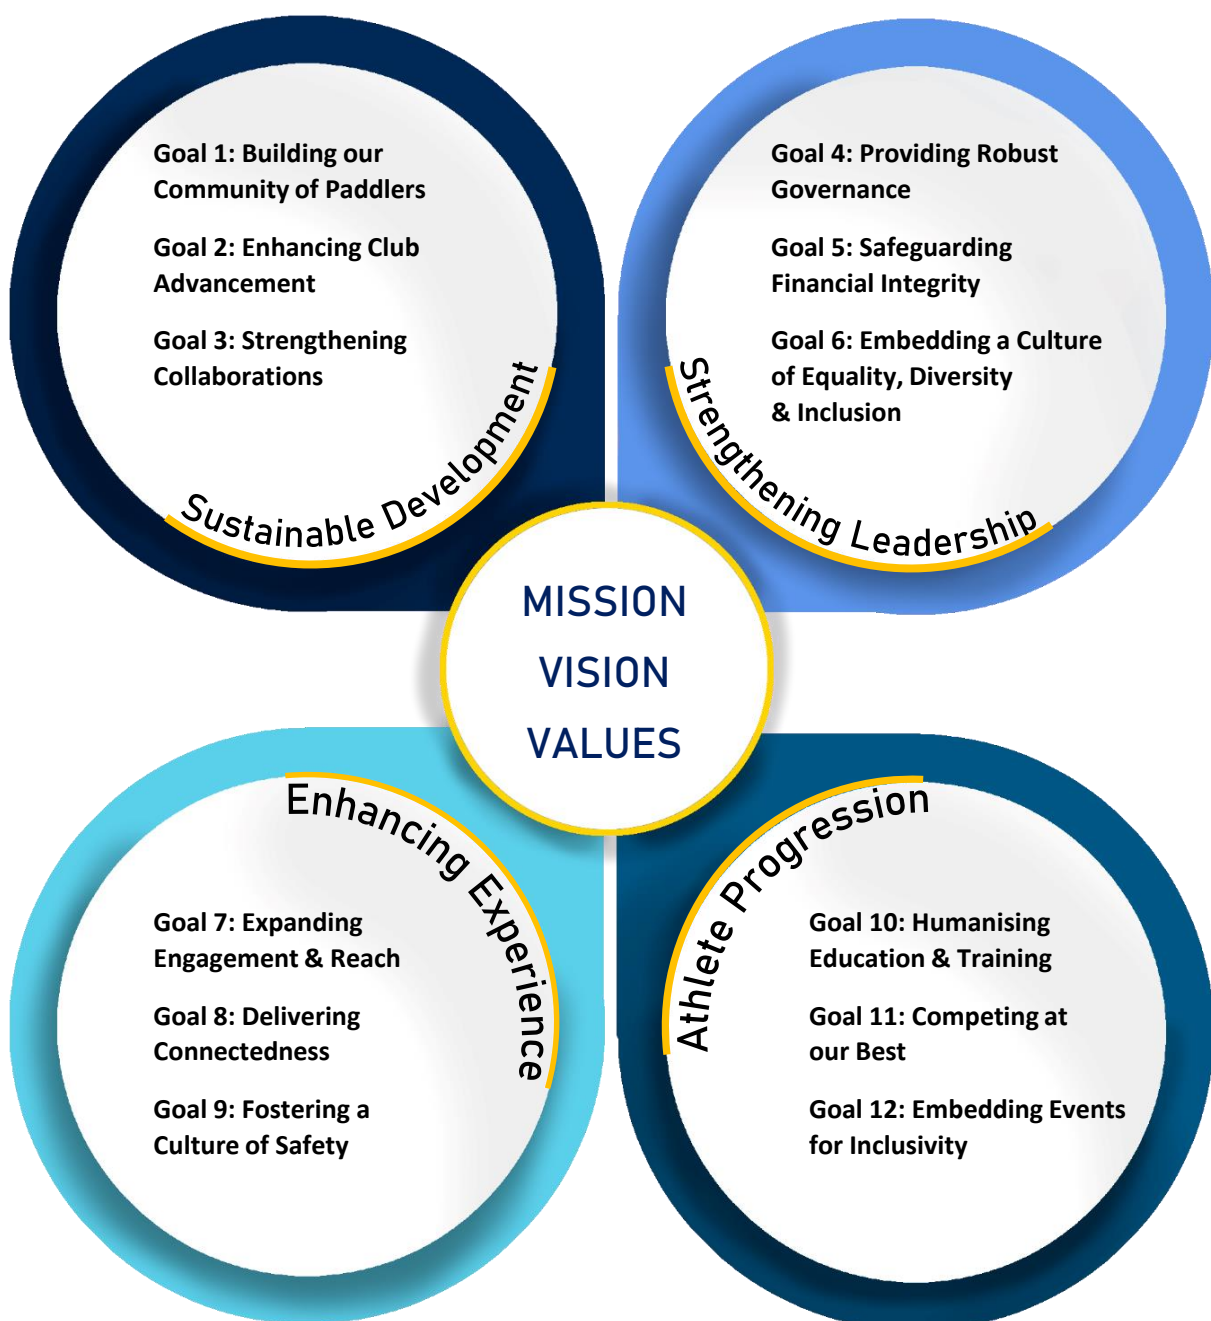 Goal 1: Building our
Community of Paddlers
Goal 2: Enhancing Club
Advancement
Goal 3: Strengthening
Collaborations
Sustainable Development
Goal 4: Providing Robust
Governance
Goal 5: Safeguarding
Financial Integrity
Goal 6: Embedding a Culture
of Equality, Diversity
& Inclusion
Strengthening Leadership
MISSION
VISION
VALUES
Enhancing Experience
Goal 7: Expanding
Engagement & Reach
Goal 8: Delivering
Connectedness
Goal 9: Fostering a
Culture of Safety
Athlete Progression
Goal 10: Humanising
Education & Training
Goal 11: Competing at
our Best
Goal 12: Embedding Events
for Inclusivity